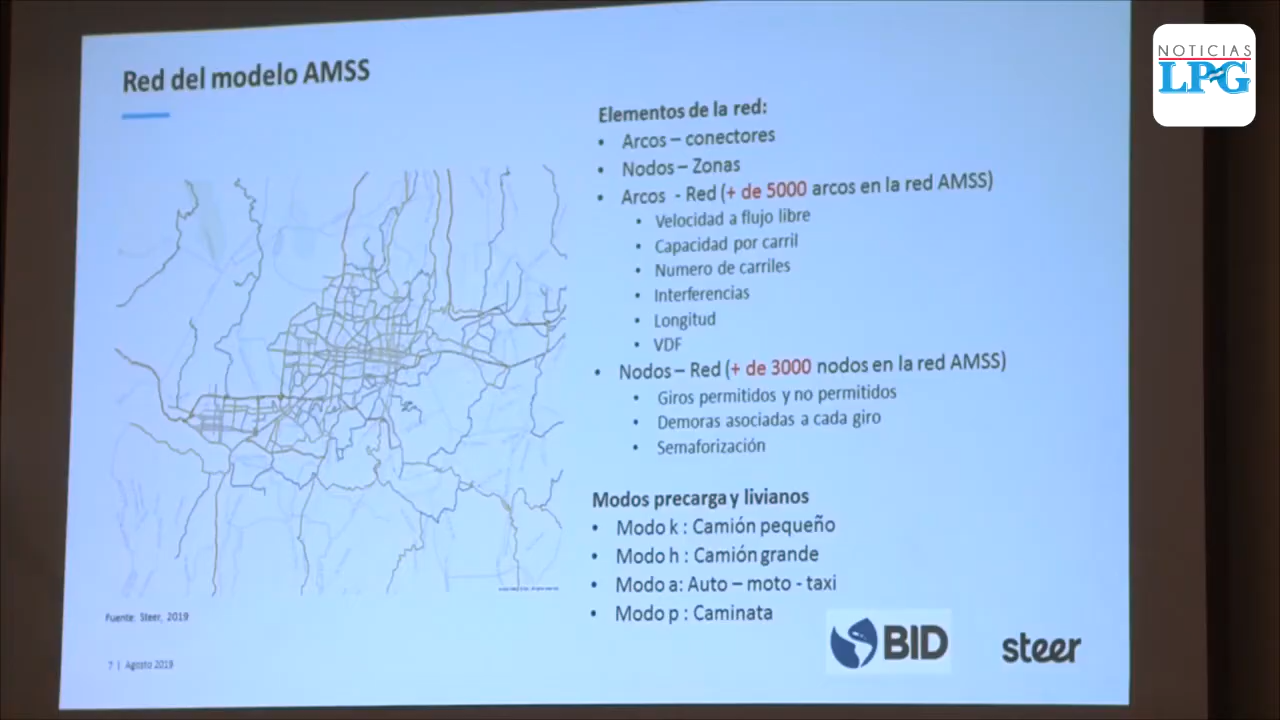 NOTICIAS
LPG
Red del modelo AMSS
Elementos de la red:
• Arcos – conectores
• Nodos – Zonas
• Arcos - Red (+ de 5000 arcos en la red AMSS)
• Velocidad a flujo libre
• Capacidad por carril
• Numero de carriles
• Interferencias
• Longitud
• VDF
• Nodos – Red (+ de 3000 nodos en la red AMSS)
• Giros permitidos y no permitidos
• Demoras asociadas a cada giro
• Semaforización
Modos precarga y livianos
• Modo k : Camión pequeño
• Modo h : Camión grande
• Modo a: Auto – moto - taxi
• Modo p : Caminata
Fuente: Steer, 2019
7 | Agosto 2019
BID
steer